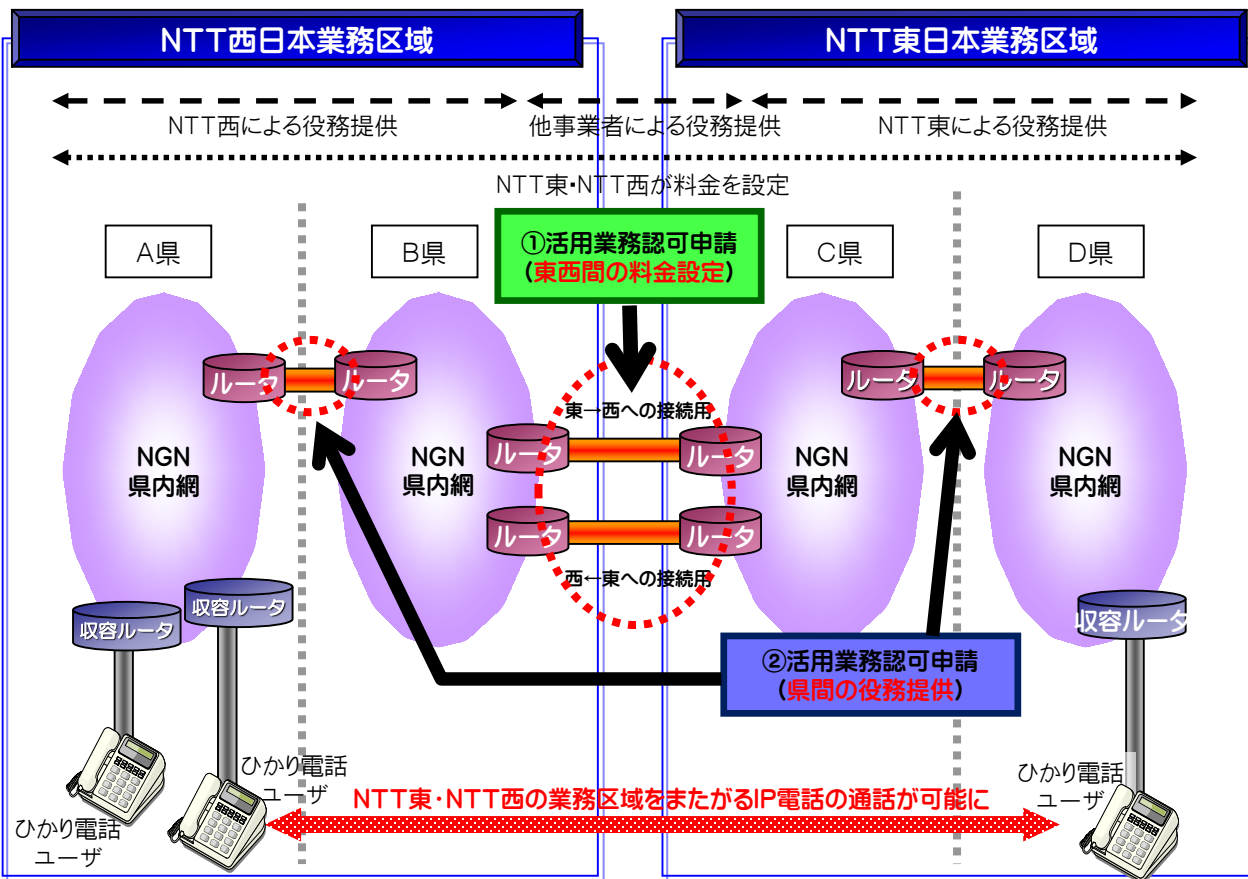 NTT西日本業務区域
NTT東日本業務区域
NTT西による役務提供
他事業者による役務提供
NTT東による役務提供
NTT東・NTT西が料金を設定
①活用業務認可申請
(東西間の料金設定)
A県
B県
C県
D県
ルータ
ルータ
ルータ
ルータ
東→西への接続用
ルータ
ルータ
NGN
県内網
NGN
県内網
NGN
県内網
NGN
県内網
ルータ
ルータ
西←東への接続用
収容ルータ
収容ルータ
収容ルータ
②活用業務認可申請
(県間の役務提供)
ひかり電話
ユーザ
ひかり電話
ユーザ
ひかり電話
ユーザ
NTT東・NTT西の業務区域をまたがるIP電話の通話が可能に